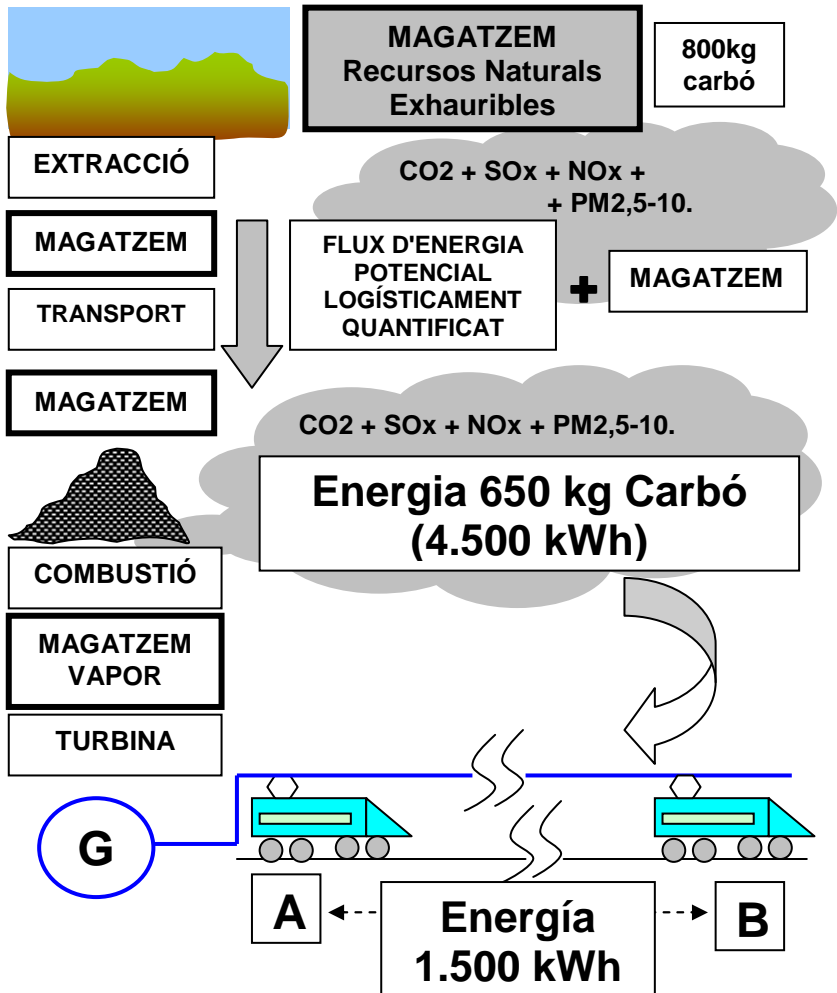 MAGATZEM
Recursos Naturals
Exhauribles
800kg
carbó
EXTRACCIÓ
CO2 + SOx + NOx +
+ PM2,5-10.
MAGATZEM
FLUX D'ENERGIA
POTENCIAL
LOGÍSTICAMENT
QUANTIFICAT
+
MAGATZEM
TRANSPORT
MAGATZEM
CO2 + SOx + NOx + PM2,5-10.
Energia 650 kg Carbó
(4.500 kWh)
COMBUSTIÓ
MAGATZEM
VAPOR
TURBINA
G
A
Energía
1.500 kWh
B